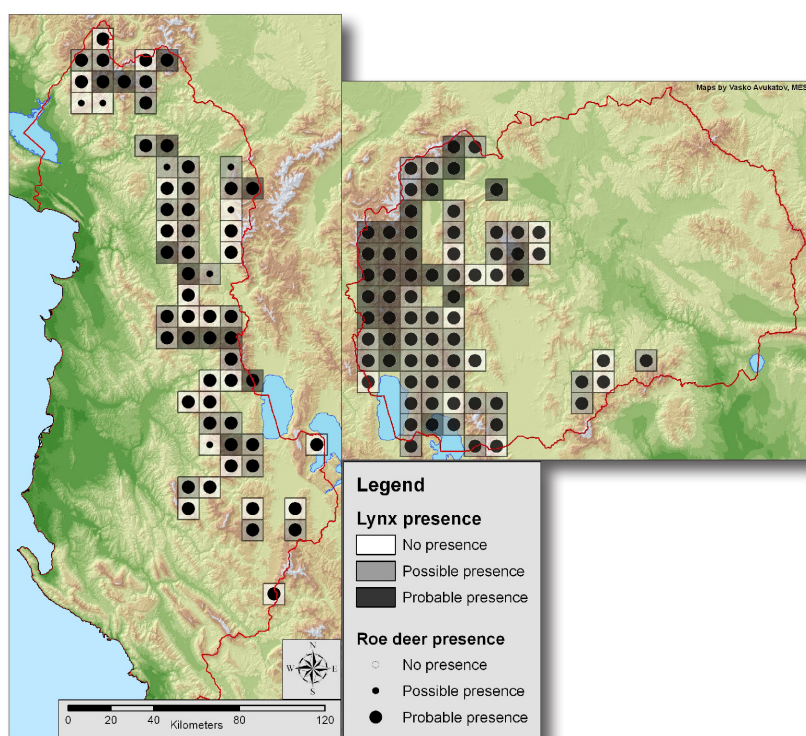 Maps by Vasko Avukatov, MES
Legend
Lynx presence
No presence
Possible presence
Probable presence
Roe deer presence
No presence
Possible presence
Probable presence
N
W E
S
0 20 40 80 120
Kilometers